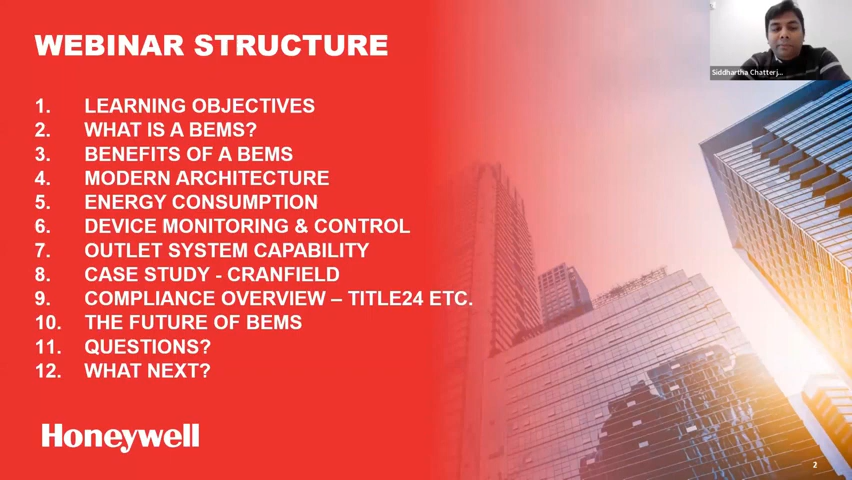 WEBINAR STRUCTURE
Siddhartha Chatterj...
1. LEARNING OBJECTIVES
2. WHAT IS A BEMS?
3. BENEFITS OF A BEMS
4. MODERN ARCHITECTURE
5. ENERGY CONSUMPTION
6. DEVICE MONITORING & CONTROL
7. OUTLET SYSTEM CAPABILITY
8. CASE STUDY - CRANFIELD
9. COMPLIANCE OVERVIEW – TITLE24 ETC.
10. THE FUTURE OF BEMS
11. QUESTIONS?
12. WHAT NEXT?
Honeywell
2